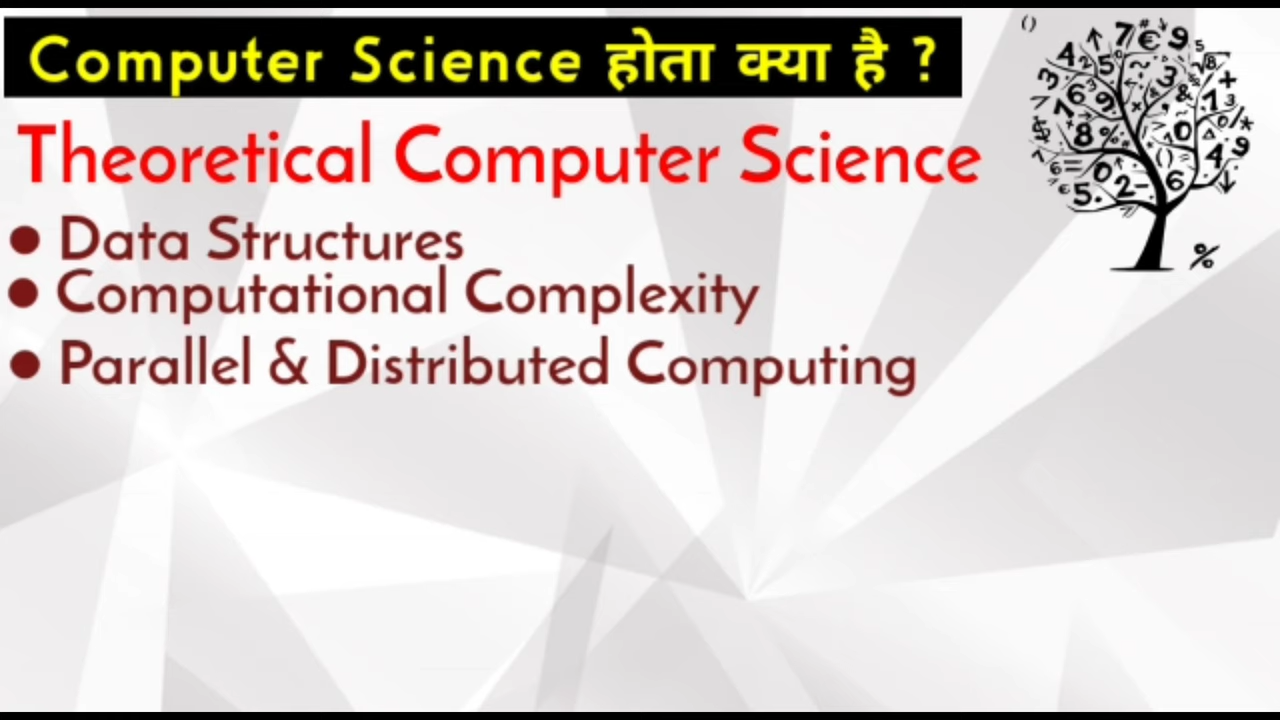 Computer Science होता क्या है ?
Theoretical Computer Science
● Data Structures
● Computational Complexity
● Parallel & Distributed Computing